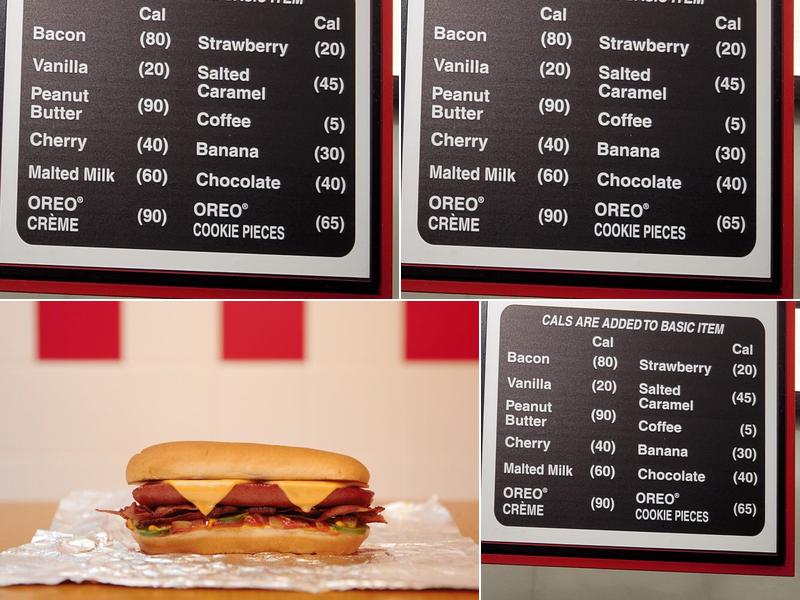 BASIC ITEM
Cal
Cal
Bacon (80)
Strawberry (20)
Vanilla (20)
Salted
Caramel (45)
Peanut
Butter (90)
Coffee (5)
Cherry (40)
Banana (30)
Malted Milk (60)
Chocolate (40)
OREO®
CRÈME (90)
OREO®
COOKIE PIECES (65)
BASIC ITEM
Cal
Cal
Bacon (80)
Strawberry (20)
Vanilla (20)
Salted
Caramel (45)
Peanut
Butter (90)
Coffee (5)
Cherry (40)
Banana (30)
Malted Milk (60)
Chocolate (40)
OREO®
CRÈME (90)
OREO®
COOKIE PIECES (65)
CALS ARE ADDED TO BASIC ITEM
Cal
Cal
Bacon (80)
Strawberry (20)
Vanilla (20)
Salted
Caramel (45)
Peanut
Butter (90)
Coffee (5)
Cherry (40)
Banana (30)
Malted Milk (60)
Chocolate (40)
OREO®
CRÈME (90)
OREO®
COOKIE PIECES (65)